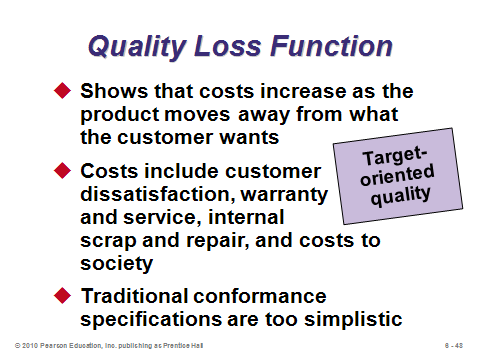 Quality Loss Function
◆ Shows that costs increase as the
product moves away from what
the customer wants
◆ Costs include customer
dissatisfaction, warranty
and service, internal
scrap and repair, and costs to
society
◆ Traditional conformance
specifications are too simplistic
Target-
oriented
quality
© 2010 Pearson Education, Inc. publishing as Prentice Hall
6 - 48